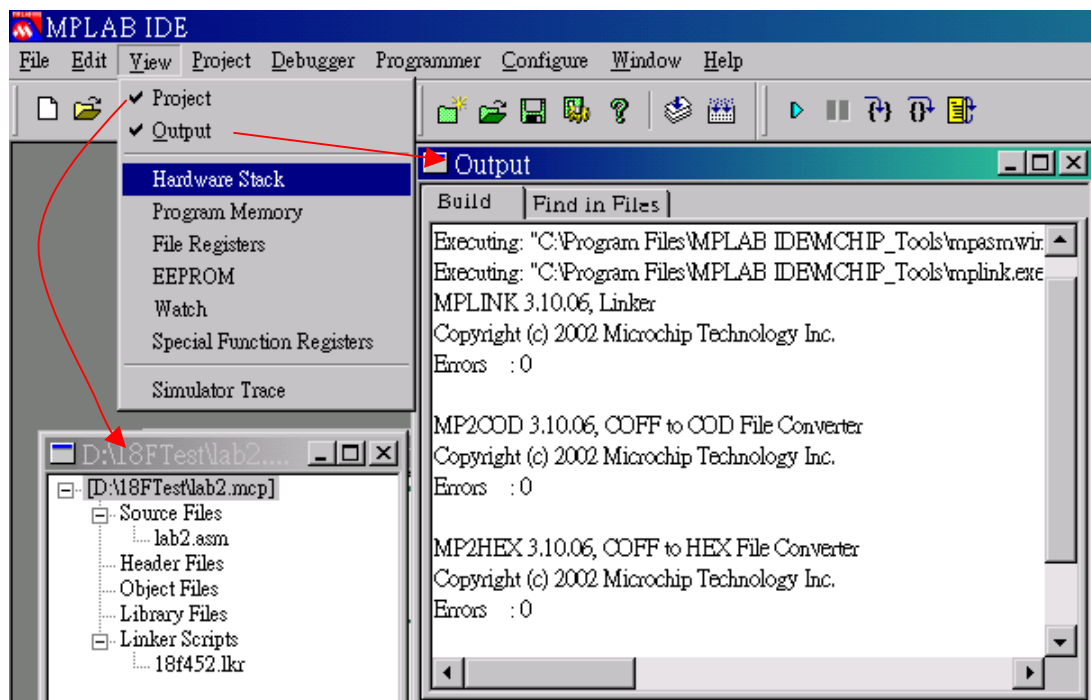 MPLAB IDE
File Edit View Project Debugger Programmer Configure Window Help
Project
Output
Hardware Stack
Program Memory
File Registers
EEPROM
Watch
Special Function Registers
Simulator Trace
Output
Build Find in Files
Executing: "C:\Program Files\MPLAB IDE\MCHIP_Tools\mpasmwin.
Executing: "C:\Program Files\MPLAB IDE\MCHIP_Tools\mplink.exe
MPLINK 3.10.06, Linker
Copyright (c) 2002 Microchip Technology Inc.
Errors : 0
MP2COD 3.10.06, COFF to COD File Converter
Copyright (c) 2002 Microchip Technology Inc.
Errors : 0
MP2HEX 3.10.06, COFF to HEX File Converter
Copyright (c) 2002 Microchip Technology Inc.
Errors : 0
D:\18FTest\lab2....
[D:\18FTest\lab2.mcp]
Source Files
lab2.asm
Header Files
Object Files
Library Files
Linker Scripts
18f452.lkr